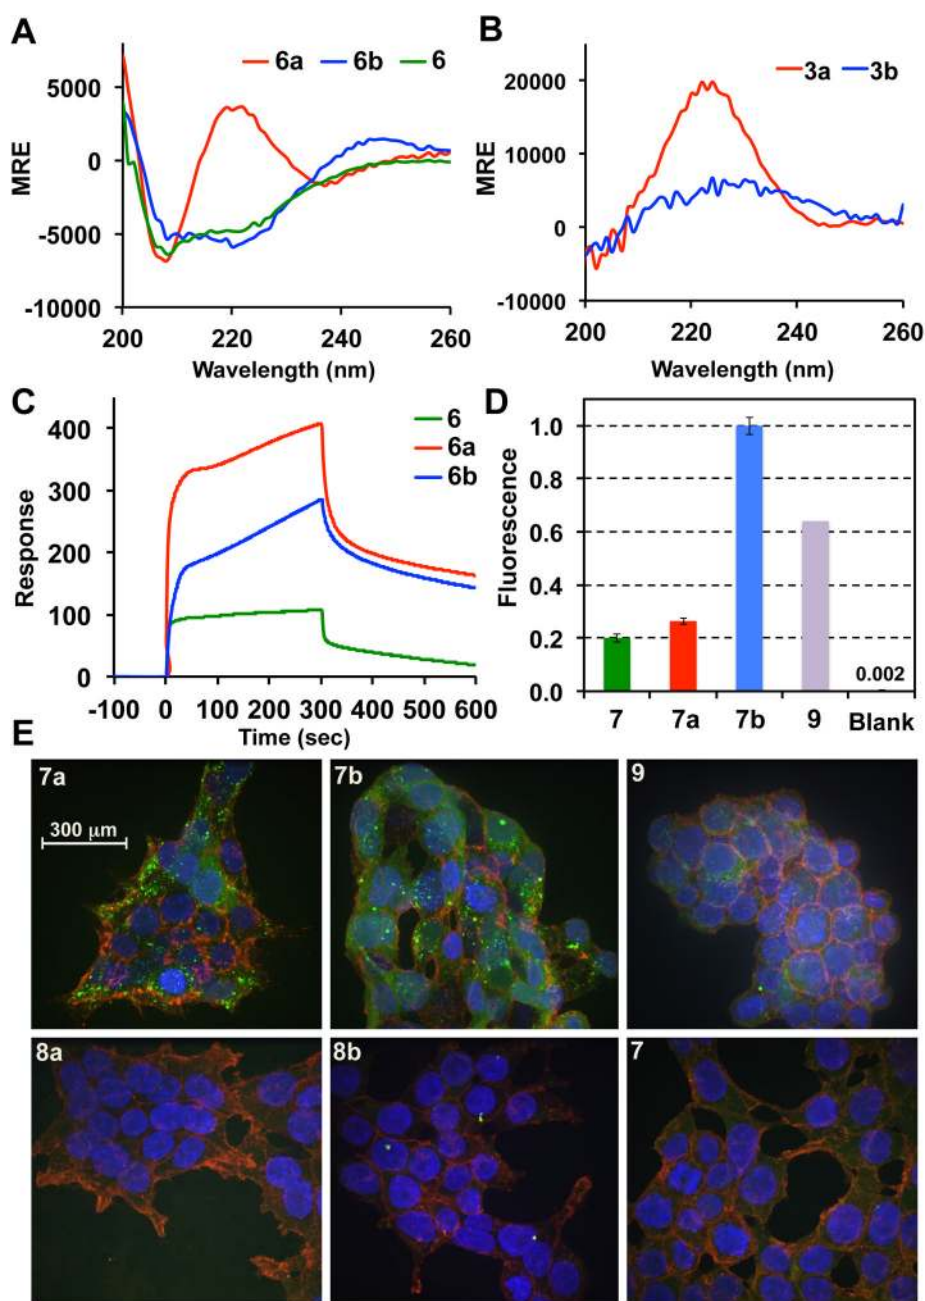 A
6a 6b 6
MRE
5000
0
-5000
-10000
200 220 240 260
Wavelength (nm)
B
3a 3b
MRE
20000
10000
0
-10000
200 220 240 260
Wavelength (nm)
C
6
6a
6b
Response
400
300
200
100
0
-100 0 100 200 300 400 500 600
Time (sec)
D
Fluorescence
1.0
0.8
0.6
0.4
0.2
0.0
0.002
7 7a 7b 9 Blank
E
7a
300 µm
7b
9
8a
8b
7